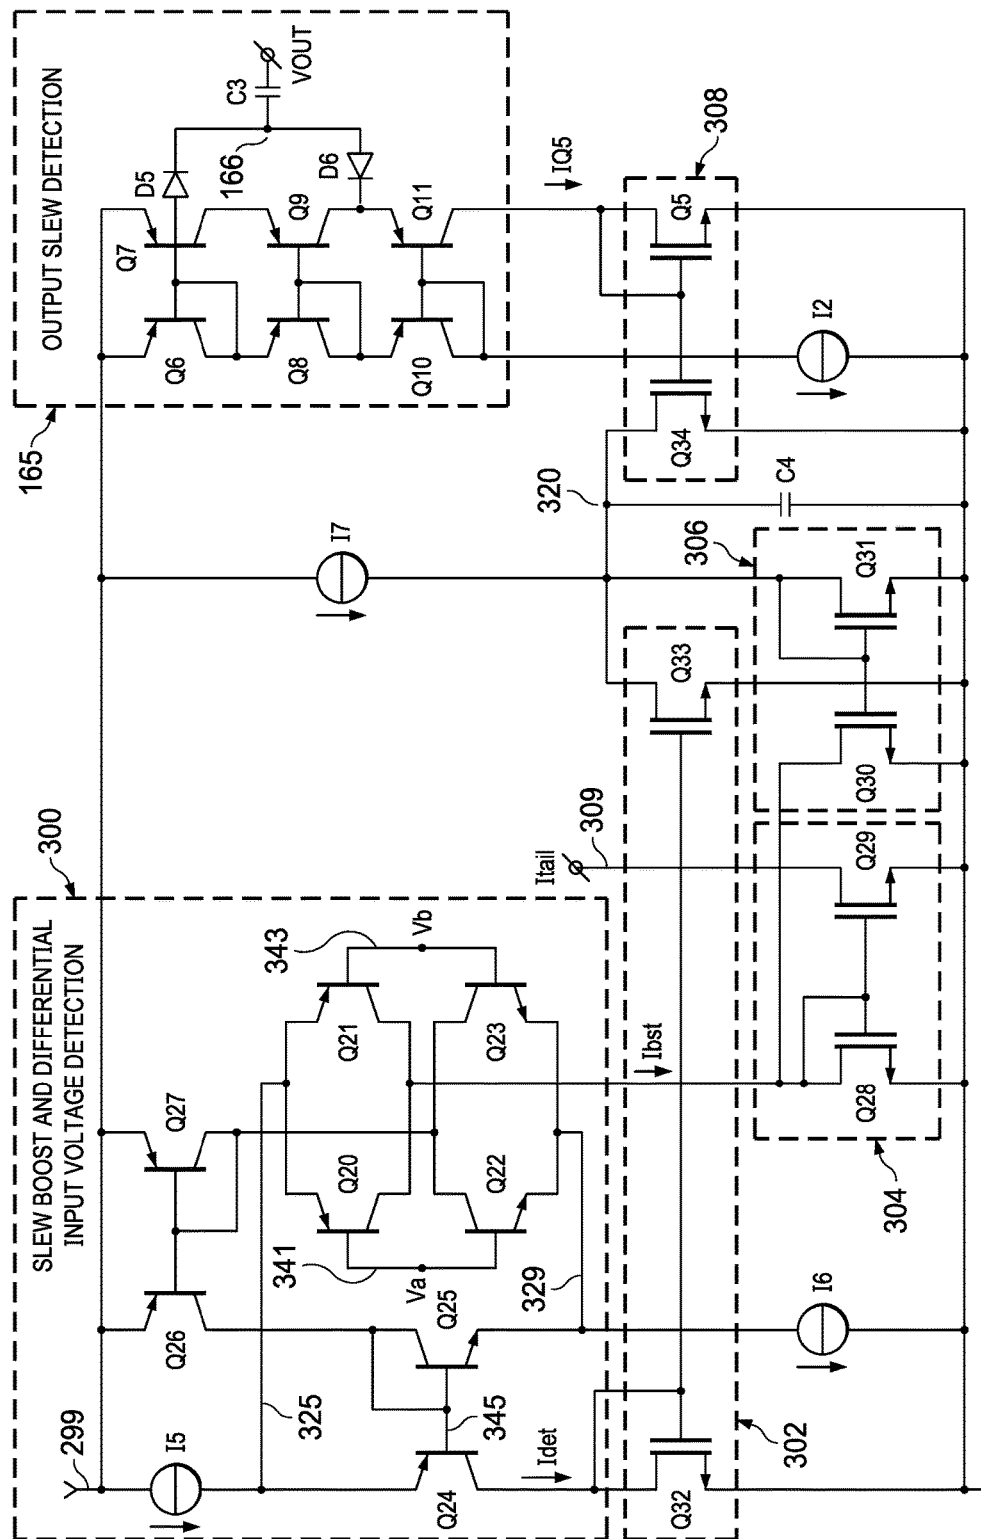 OUTPUT SLEW DETECTION
165
Q7
D5
C3
VOUT
166
Q6
Q9
D6
Q8
Q11
Q10
IQ5
308
Q5
Q34
I2
320
C4
I7
306
Q31
Q33
Q30
300
SLEW BOOST AND DIFFERENTIAL
INPUT VOLTAGE DETECTION
Itail
309
Q29
Q28
304
343
Vb
Q21
Q23
Ibst
Q27
Q20
Q22
341
Va
329
Q26
Q25
I6
299
I5
325
345
Q24
Idet
302
Q32